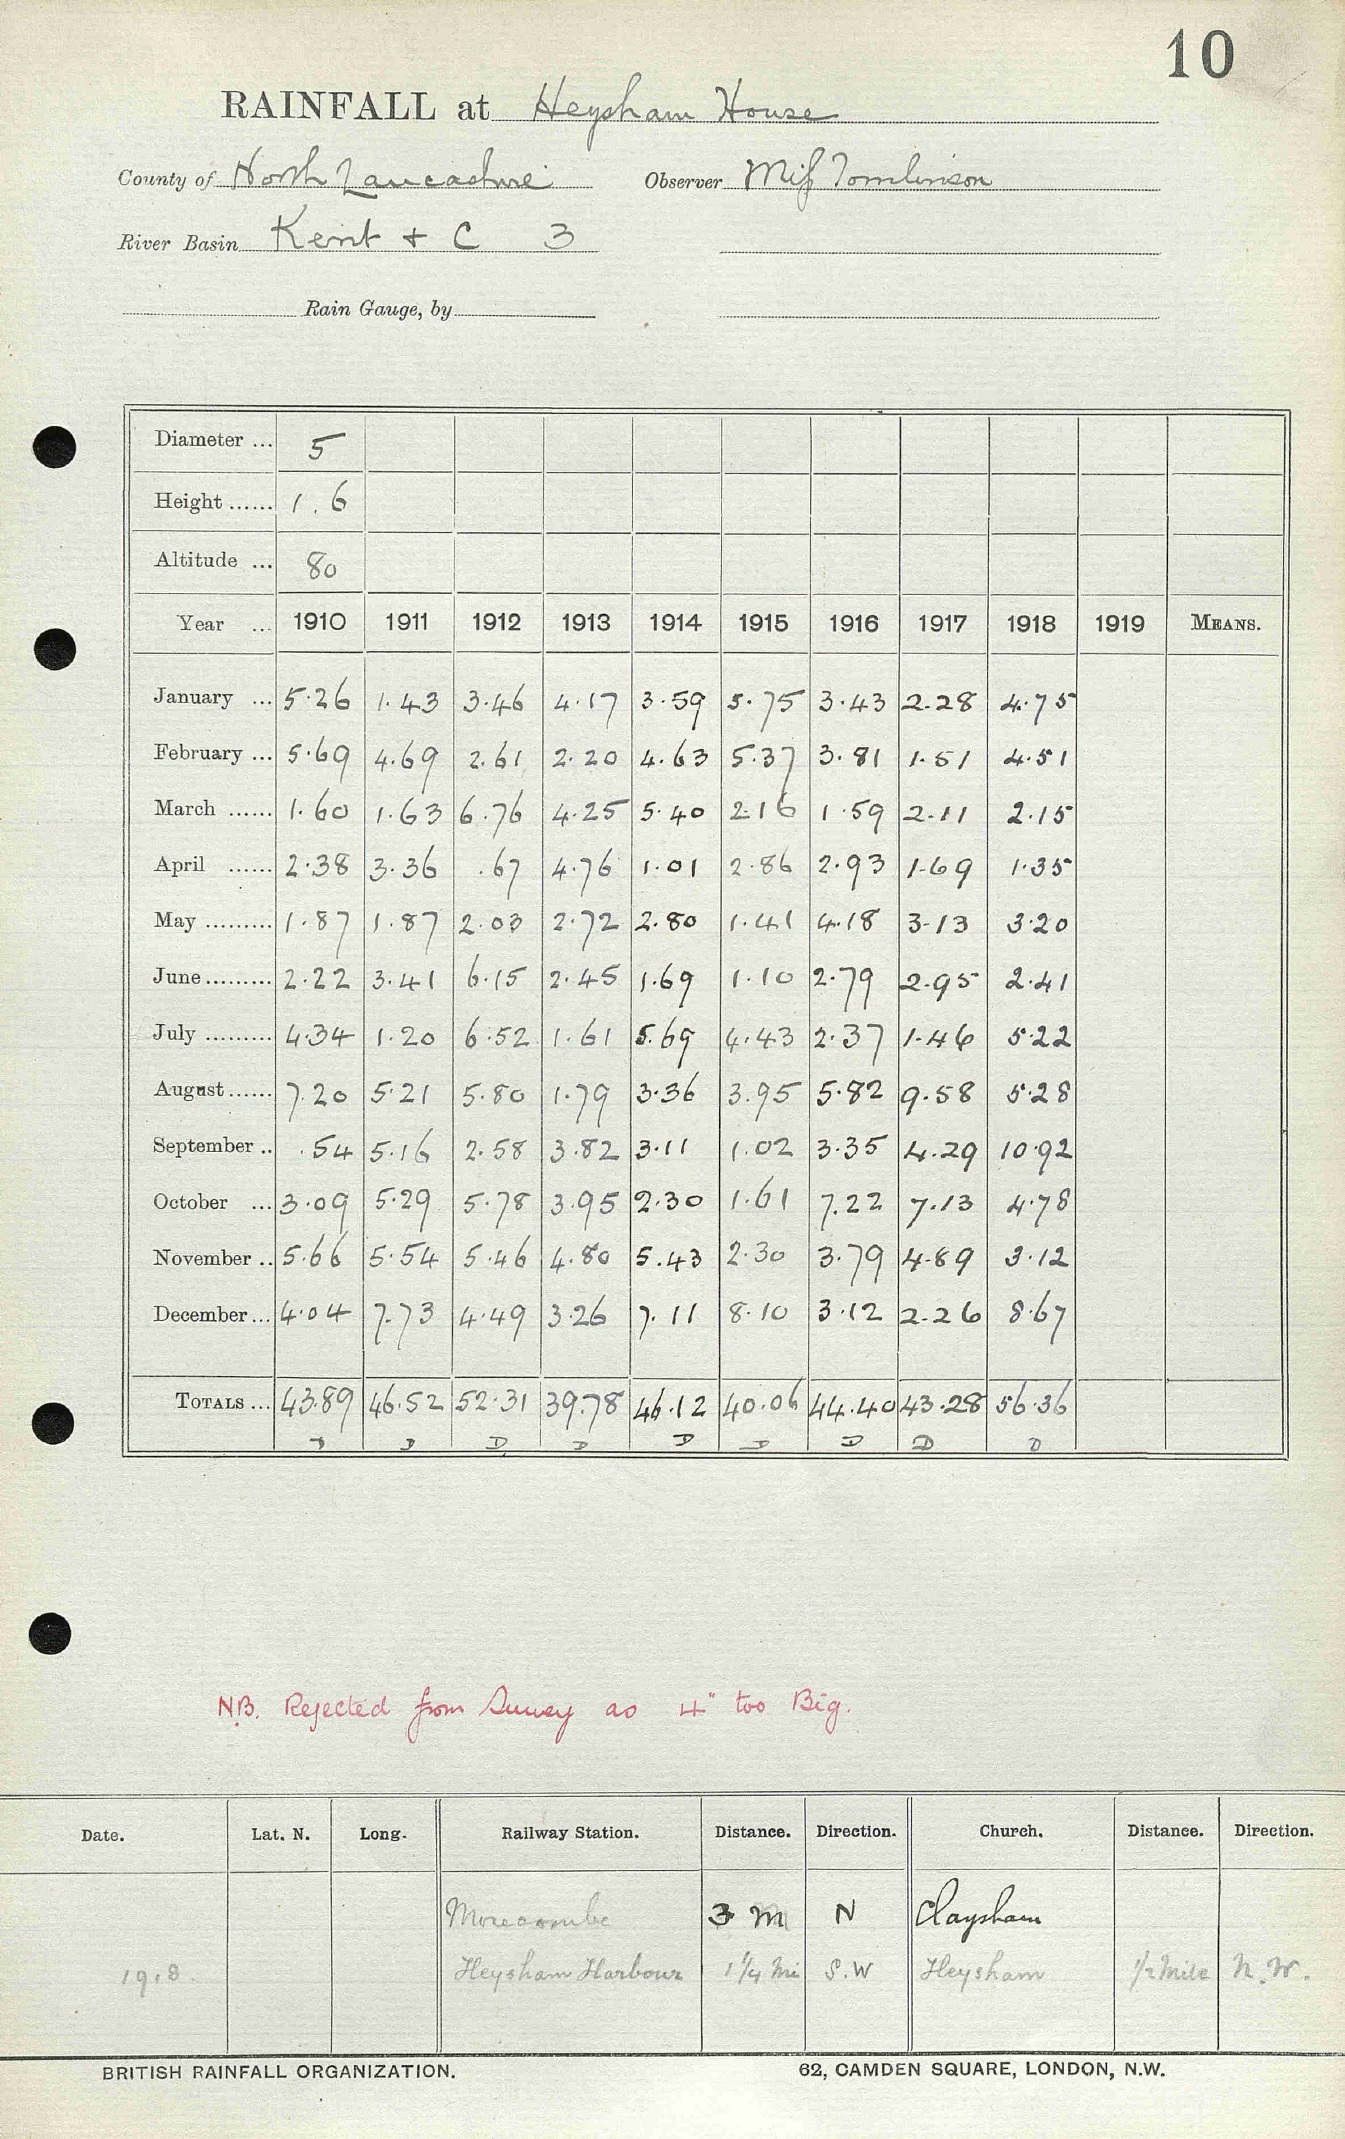 10
RAINFALL at Heysham House
County of North Lancashire Observer Miss Tomlinson
River Basin Kent + C 3
Rain Gauge, by
Diameter ... 5
Height ...... 1.6
Altitude ... 80
Year ... 1910 1911 1912 1913 1914 1915 1916 1917 1918 1919 MEANS.
January ... 5.26 1.43 3.46 4.17 3.59 5.75 3.43 2.28 4.75
February ... 5.69 4.69 2.61 2.20 4.63 5.37 3.81 1.51 4.51
March ...... 1.60 1.63 6.76 4.25 5.40 2.16 1.59 2.11 2.15
April ...... 2.38 3.36 .67 4.76 1.01 2.86 2.93 1.69 1.35
May ......... 1.87 1.87 2.03 2.72 2.80 1.41 4.18 3.13 3.20
June ......... 2.22 3.41 6.15 2.45 1.69 1.10 2.79 2.95 2.41
July ......... 4.34 1.20 6.52 1.61 5.69 4.43 2.37 1.46 5.22
August ...... 7.20 5.21 5.80 1.79 3.36 3.95 5.82 9.58 5.28
September .. .54 5.16 2.58 3.82 3.11 1.02 3.35 4.29 10.92
October ... 3.09 5.29 5.78 3.95 2.30 1.61 7.22 7.13 4.78
November .. 5.66 5.54 5.46 4.80 5.43 2.30 3.79 4.89 3.12
December ... 4.04 7.73 4.49 3.26 7.11 8.10 3.12 2.26 8.67
TOTALS ... 43.89 46.52 52.31 39.78 46.12 40.06 44.40 43.28 56.36
D D D D D D D D D
N.B. Rejected from Survey as 4" too Big.
Date. Lat. N. Long. Railway Station. Distance. Direction. Church. Distance. Direction.
Morecambe 3 m N Claysham
1918. Heysham Harbour 1 1/4 mi S.W Heysham 1/2 mile N.W.
BRITISH RAINFALL ORGANIZATION. 62, CAMDEN SQUARE, LONDON, N.W.